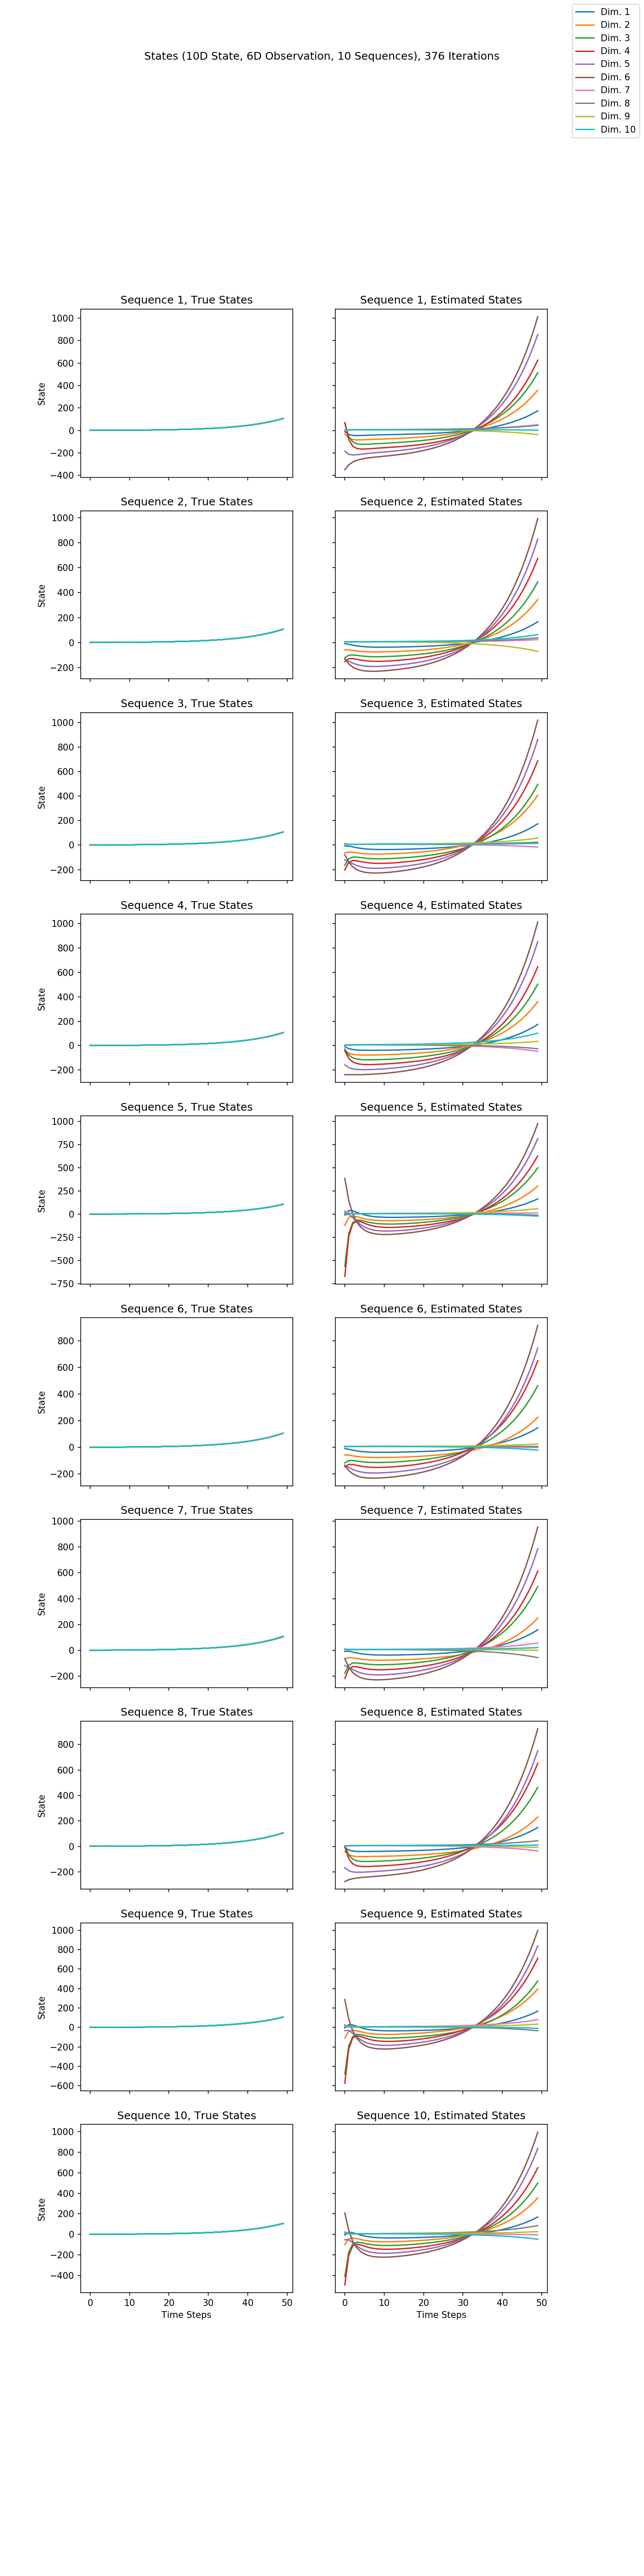 Dim. 1
Dim. 2
Dim. 3
Dim. 4
Dim. 5
Dim. 6
Dim. 7
Dim. 8
Dim. 9
Dim. 10
States (10D State, 6D Observation, 10 Sequences), 376 Iterations
Sequence 1, True States
Sequence 1, Estimated States
State
1000
800
600
400
200
0
−200
−400
Sequence 2, True States
Sequence 2, Estimated States
State
1000
800
600
400
200
0
−200
Sequence 3, True States
Sequence 3, Estimated States
State
1000
800
600
400
200
0
−200
Sequence 4, True States
Sequence 4, Estimated States
State
1000
800
600
400
200
0
−200
Sequence 5, True States
Sequence 5, Estimated States
State
1000
750
500
250
0
−250
−500
−750
Sequence 6, True States
Sequence 6, Estimated States
State
800
600
400
200
0
−200
Sequence 7, True States
Sequence 7, Estimated States
State
1000
800
600
400
200
0
−200
Sequence 8, True States
Sequence 8, Estimated States
State
800
600
400
200
0
−200
Sequence 9, True States
Sequence 9, Estimated States
State
1000
800
600
400
200
0
−200
−400
−600
Sequence 10, True States
Sequence 10, Estimated States
State
1000
800
600
400
200
0
−200
−400
0 10 20 30 40 50
Time Steps
0 10 20 30 40 50
Time Steps